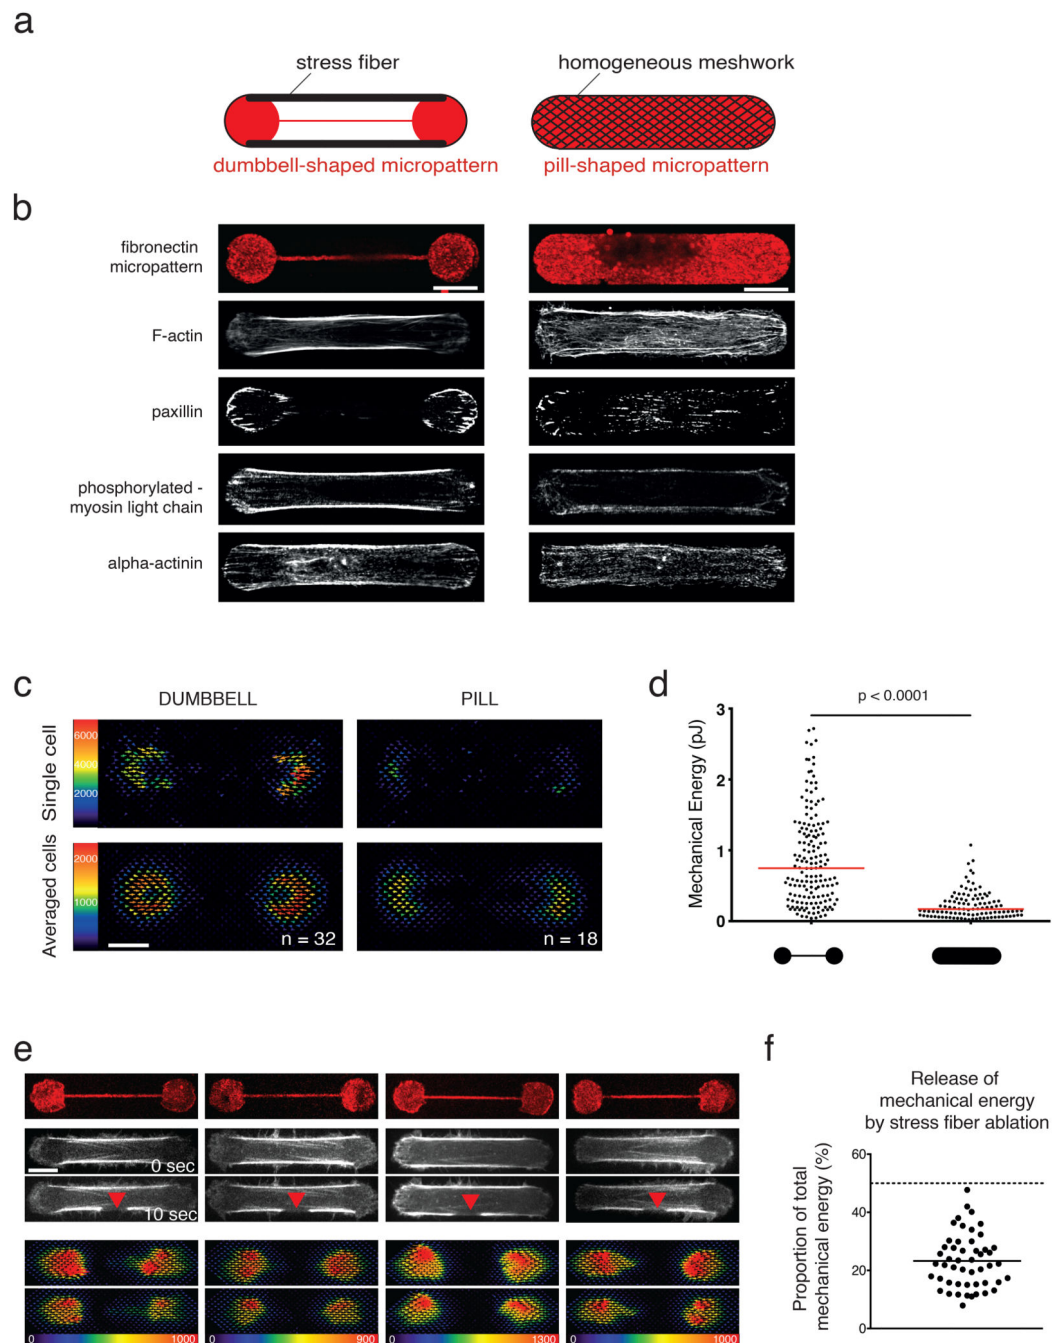 a
stress fiber
homogeneous meshwork
dumbbell-shaped micropattern
pill-shaped micropattern
b
fibronectin
micropattern
F-actin
paxillin
phosphorylated -
myosin light chain
alpha-actinin
c
DUMBBELL
PILL
Single cell
6000
4000
2000
Averaged cells
2000
1000
n = 32
n = 18
d
p < 0.0001
Mechanical Energy (pJ)
3
2
1
0
e
0 sec
10 sec
0
1000
0
900
0
1300
0
1000
f
Release of
mechanical energy
by stress fiber ablation
Proportion of total
mechanical energy (%)
60
40
20
0